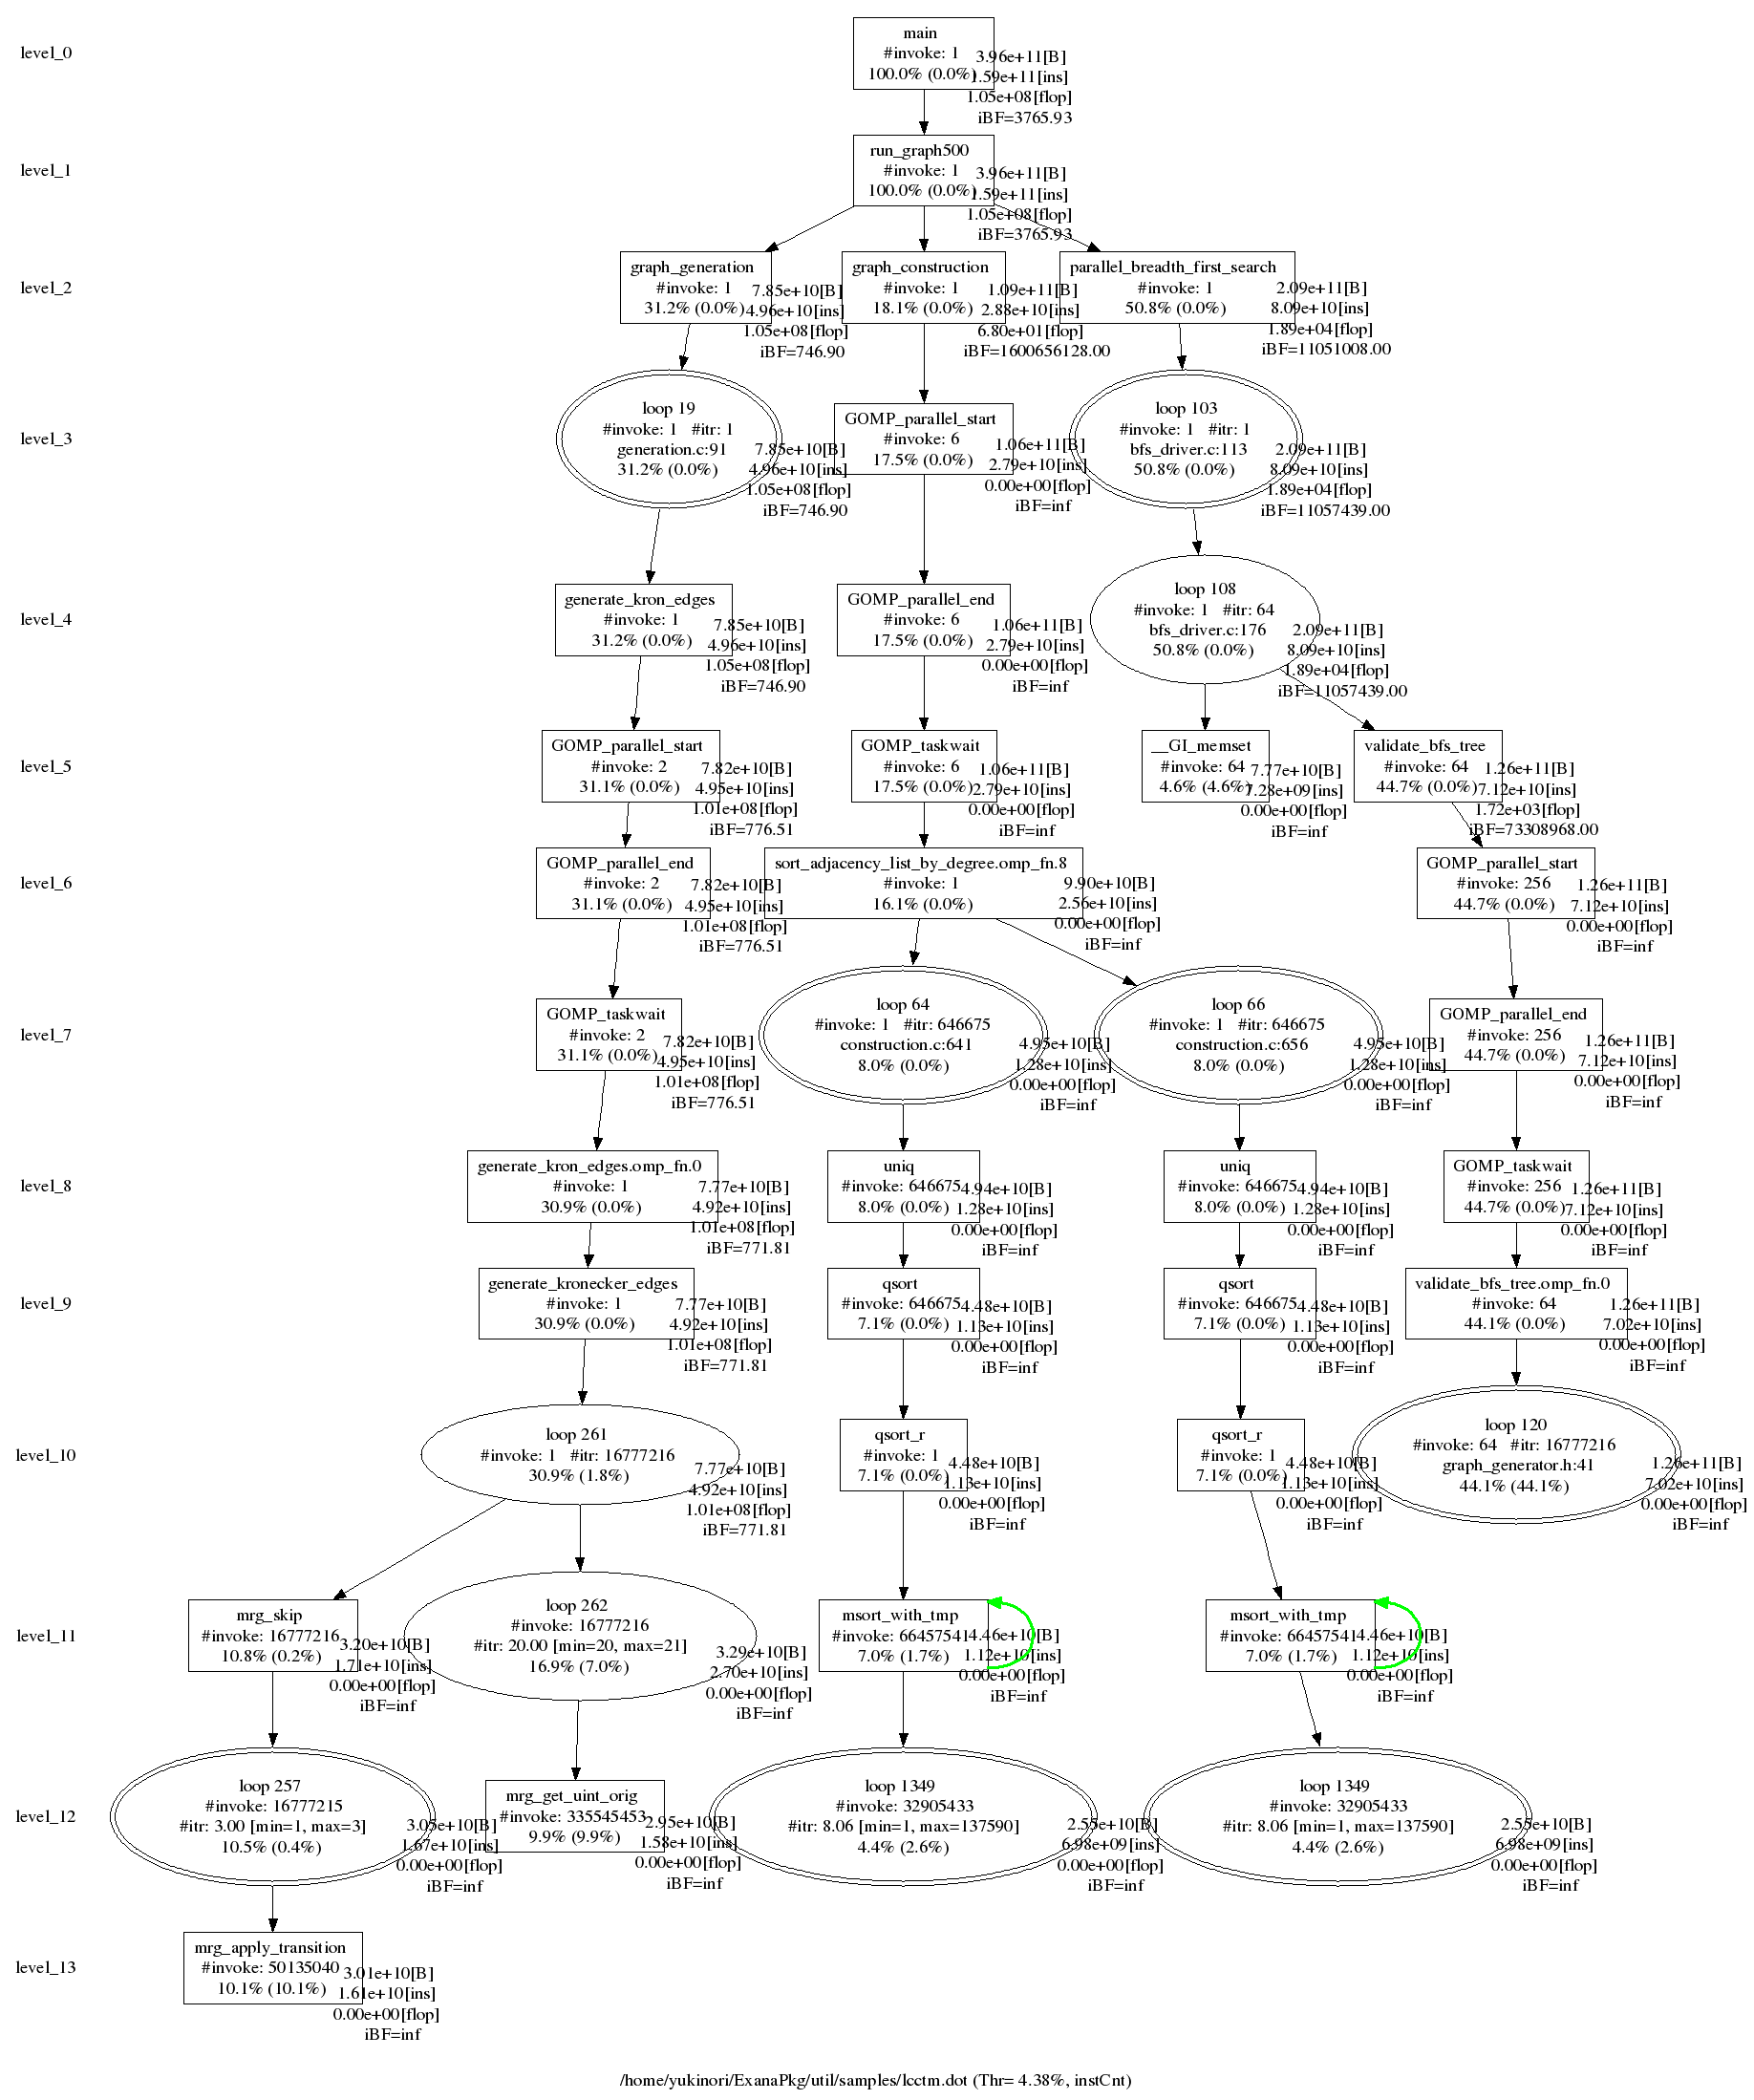 level_0
main
#invoke: 1
100.0% (0.0%)
3.96e+11[B]
1.59e+11[ins]
1.05e+08[flop]
iBF=3765.93
level_1
run_graph500
#invoke: 1
100.0% (0.0%)
3.96e+11[B]
1.59e+11[ins]
1.05e+08[flop]
iBF=3765.93
level_2
graph_generation
#invoke: 1
31.2% (0.0%)
7.85e+10[B]
4.96e+10[ins]
1.05e+08[flop]
iBF=746.90
graph_construction
#invoke: 1
18.1% (0.0%)
1.09e+11[B]
2.88e+10[ins]
6.80e+01[flop]
iBF=1600656128.00
parallel_breadth_first_search
#invoke: 1
50.8% (0.0%)
2.09e+11[B]
8.09e+10[ins]
1.89e+04[flop]
iBF=11051008.00
level_3
loop 19
#invoke: 1   #itr: 1
generation.c:91
31.2% (0.0%)
7.85e+10[B]
4.96e+10[ins]
1.05e+08[flop]
iBF=746.90
GOMP_parallel_start
#invoke: 6
17.5% (0.0%)
1.06e+11[B]
2.79e+10[ins]
0.00e+00[flop]
iBF=inf
loop 103
#invoke: 1   #itr: 1
bfs_driver.c:113
50.8% (0.0%)
2.09e+11[B]
8.09e+10[ins]
1.89e+04[flop]
iBF=11057439.00
level_4
generate_kron_edges
#invoke: 1
31.2% (0.0%)
7.85e+10[B]
4.96e+10[ins]
1.05e+08[flop]
iBF=746.90
GOMP_parallel_end
#invoke: 6
17.5% (0.0%)
1.06e+11[B]
2.79e+10[ins]
0.00e+00[flop]
iBF=inf
loop 108
#invoke: 1   #itr: 64
bfs_driver.c:176
50.8% (0.0%)
2.09e+11[B]
8.09e+10[ins]
1.89e+04[flop]
iBF=11057439.00
level_5
GOMP_parallel_start
#invoke: 2
31.1% (0.0%)
7.82e+10[B]
4.95e+10[ins]
1.01e+08[flop]
iBF=776.51
GOMP_taskwait
#invoke: 6
17.5% (0.0%)
1.06e+11[B]
2.79e+10[ins]
0.00e+00[flop]
iBF=inf
__GI_memset
#invoke: 64
4.6% (4.6%)
7.77e+10[B]
7.28e+09[ins]
0.00e+00[flop]
iBF=inf
validate_bfs_tree
#invoke: 64
44.7% (0.0%)
1.26e+11[B]
7.12e+10[ins]
1.72e+03[flop]
iBF=73308968.00
level_6
GOMP_parallel_end
#invoke: 2
31.1% (0.0%)
7.82e+10[B]
4.95e+10[ins]
1.01e+08[flop]
iBF=776.51
sort_adjacency_list_by_degree.omp_fn.8
#invoke: 1
16.1% (0.0%)
9.90e+10[B]
2.56e+10[ins]
0.00e+00[flop]
iBF=inf
GOMP_parallel_start
#invoke: 256
44.7% (0.0%)
1.26e+11[B]
7.12e+10[ins]
0.00e+00[flop]
iBF=inf
level_7
GOMP_taskwait
#invoke: 2
31.1% (0.0%)
7.82e+10[B]
4.95e+10[ins]
1.01e+08[flop]
iBF=776.51
loop 64
#invoke: 1   #itr: 646675
construction.c:641
8.0% (0.0%)
4.95e+10[B]
1.28e+10[ins]
0.00e+00[flop]
iBF=inf
loop 66
#invoke: 1   #itr: 646675
construction.c:656
8.0% (0.0%)
4.95e+10[B]
1.28e+10[ins]
0.00e+00[flop]
iBF=inf
GOMP_parallel_end
#invoke: 256
44.7% (0.0%)
1.26e+11[B]
7.12e+10[ins]
0.00e+00[flop]
iBF=inf
level_8
generate_kron_edges.omp_fn.0
#invoke: 1
30.9% (0.0%)
7.77e+10[B]
4.92e+10[ins]
1.01e+08[flop]
iBF=771.81
uniq
#invoke: 646675
8.0% (0.0%)
4.94e+10[B]
1.28e+10[ins]
0.00e+00[flop]
iBF=inf
uniq
#invoke: 646675
8.0% (0.0%)
4.94e+10[B]
1.28e+10[ins]
0.00e+00[flop]
iBF=inf
GOMP_taskwait
#invoke: 256
44.7% (0.0%)
1.26e+11[B]
7.12e+10[ins]
0.00e+00[flop]
iBF=inf
level_9
generate_kronecker_edges
#invoke: 1
30.9% (0.0%)
7.77e+10[B]
4.92e+10[ins]
1.01e+08[flop]
iBF=771.81
qsort
#invoke: 646675
7.1% (0.0%)
4.48e+10[B]
1.13e+10[ins]
0.00e+00[flop]
iBF=inf
qsort
#invoke: 646675
7.1% (0.0%)
4.48e+10[B]
1.13e+10[ins]
0.00e+00[flop]
iBF=inf
validate_bfs_tree.omp_fn.0
#invoke: 64
44.1% (0.0%)
1.26e+11[B]
7.02e+10[ins]
0.00e+00[flop]
iBF=inf
level_10
loop 261
#invoke: 1   #itr: 16777216
30.9% (1.8%)
7.77e+10[B]
4.92e+10[ins]
1.01e+08[flop]
iBF=771.81
qsort_r
#invoke: 1
7.1% (0.0%)
4.48e+10[B]
1.13e+10[ins]
0.00e+00[flop]
iBF=inf
qsort_r
#invoke: 1
7.1% (0.0%)
4.48e+10[B]
1.13e+10[ins]
0.00e+00[flop]
iBF=inf
loop 120
#invoke: 64   #itr: 16777216
graph_generator.h:41
44.1% (44.1%)
1.26e+11[B]
7.02e+10[ins]
0.00e+00[flop]
iBF=inf
level_11
mrg_skip
#invoke: 16777216
10.8% (0.2%)
3.20e+10[B]
1.71e+10[ins]
0.00e+00[flop]
iBF=inf
loop 262
#invoke: 16777216
#itr: 20.00 [min=20, max=21]
16.9% (7.0%)
3.29e+10[B]
2.70e+10[ins]
0.00e+00[flop]
iBF=inf
msort_with_tmp
#invoke: 66457541
7.0% (1.7%)
4.46e+10[B]
1.12e+10[ins]
0.00e+00[flop]
iBF=inf
msort_with_tmp
#invoke: 66457541
7.0% (1.7%)
4.46e+10[B]
1.12e+10[ins]
0.00e+00[flop]
iBF=inf
level_12
loop 257
#invoke: 16777215
#itr: 3.00 [min=1, max=3]
10.5% (0.4%)
3.05e+10[B]
1.67e+10[ins]
0.00e+00[flop]
iBF=inf
mrg_get_uint_orig
#invoke: 335545453
9.9% (9.9%)
2.95e+10[B]
1.58e+10[ins]
0.00e+00[flop]
iBF=inf
loop 1349
#invoke: 32905433
#itr: 8.06 [min=1, max=137590]
4.4% (2.6%)
2.55e+10[B]
6.98e+09[ins]
0.00e+00[flop]
iBF=inf
loop 1349
#invoke: 32905433
#itr: 8.06 [min=1, max=137590]
4.4% (2.6%)
2.55e+10[B]
6.98e+09[ins]
0.00e+00[flop]
iBF=inf
level_13
mrg_apply_transition
#invoke: 50135040
10.1% (10.1%)
3.01e+10[B]
1.61e+10[ins]
0.00e+00[flop]
iBF=inf
/home/yukinori/ExanaPkg/util/samples/lcctm.dot (Thr= 4.38%, instCnt)